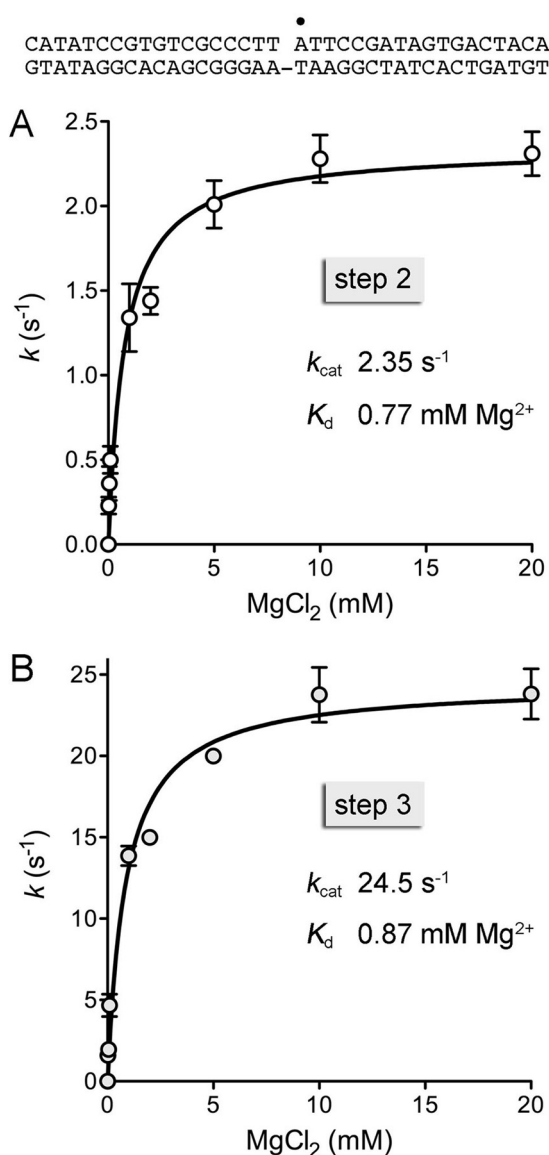 •
CATATCCGTGTCGCCCTT ATTCCGATAGTGACTACA
GTATAGGCACAGCGGGAA–TAAGGCTATCACTGATGT
A
2.5
2.0
1.5
1.0
0.5
0.0
k (s⁻¹)
step 2
kcat 2.35 s⁻¹
Kd 0.77 mM Mg²⁺
0 5 10 15 20
MgCl₂ (mM)
B
25
20
15
10
5
0
k (s⁻¹)
step 3
kcat 24.5 s⁻¹
Kd 0.87 mM Mg²⁺
0 5 10 15 20
MgCl₂ (mM)